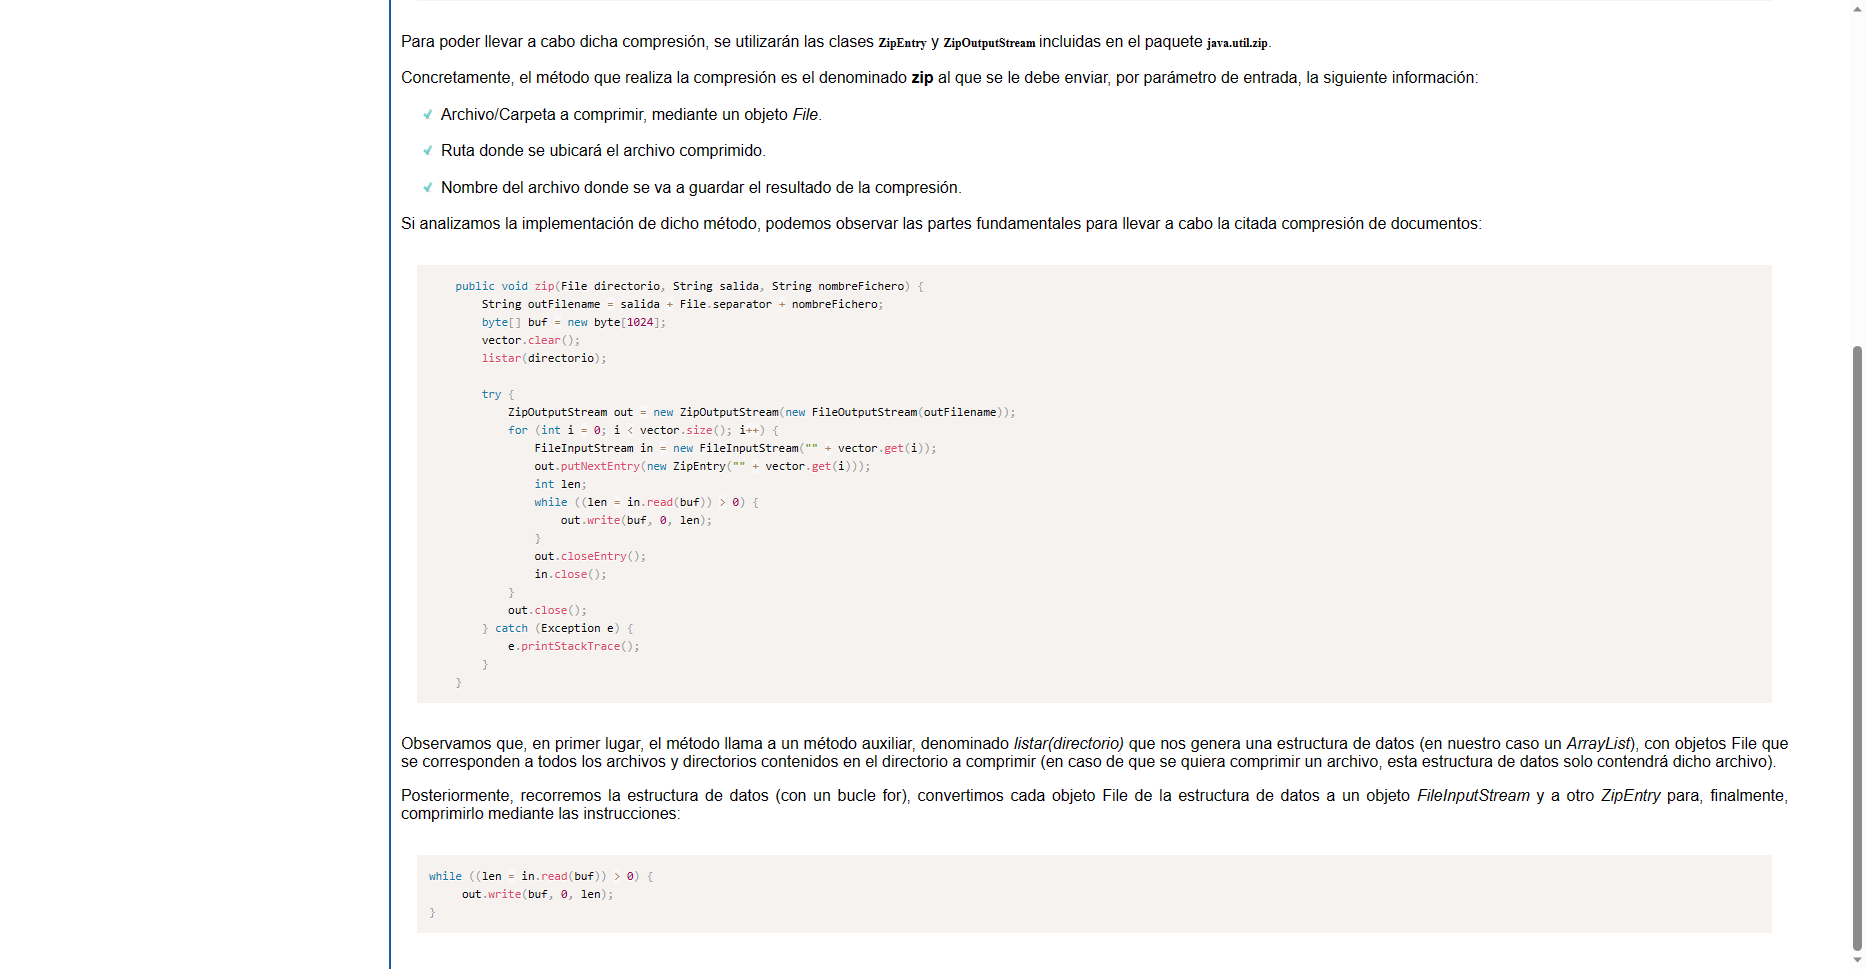 Para poder llevar a cabo dicha compresión, se utilizarán las clases ZipEntry y ZipOutputStream incluidas en el paquete java.util.zip.
Concretamente, el método que realiza la compresión es el denominado zip al que se le debe enviar, por parámetro de entrada, la siguiente información:
Archivo/Carpeta a comprimir, mediante un objeto File.
Ruta donde se ubicará el archivo comprimido.
Nombre del archivo donde se va a guardar el resultado de la compresión.
Si analizamos la implementación de dicho método, podemos observar las partes fundamentales para llevar a cabo la citada compresión de documentos:
public void zip(File directorio, String salida, String nombreFichero) {
    String outFilename = salida + File.separator + nombreFichero;
    byte[] buf = new byte[1024];
    vector.clear();
    listar(directorio);
    try {
        ZipOutputStream out = new ZipOutputStream(new FileOutputStream(outFilename));
        for (int i = 0; i < vector.size(); i++) {
            FileInputStream in = new FileInputStream("" + vector.get(i));
            out.putNextEntry(new ZipEntry("" + vector.get(i)));
            int len;
            while ((len = in.read(buf)) > 0) {
                out.write(buf, 0, len);
            }
            out.closeEntry();
            in.close();
        }
        out.close();
    } catch (Exception e) {
        e.printStackTrace();
    }
}
Observamos que, en primer lugar, el método llama a un método auxiliar, denominado listar(directorio) que nos genera una estructura de datos (en nuestro caso un ArrayList), con objetos File que
se corresponden a todos los archivos y directorios contenidos en el directorio a comprimir (en caso de que se quiera comprimir un archivo, esta estructura de datos solo contendrá dicho archivo).
Posteriormente, recorremos la estructura de datos (con un bucle for), convertimos cada objeto File de la estructura de datos a un objeto FileInputStream y a otro ZipEntry para, finalmente,
comprimirlo mediante las instrucciones:
while ((len = in.read(buf)) > 0) {
     out.write(buf, 0, len);
}